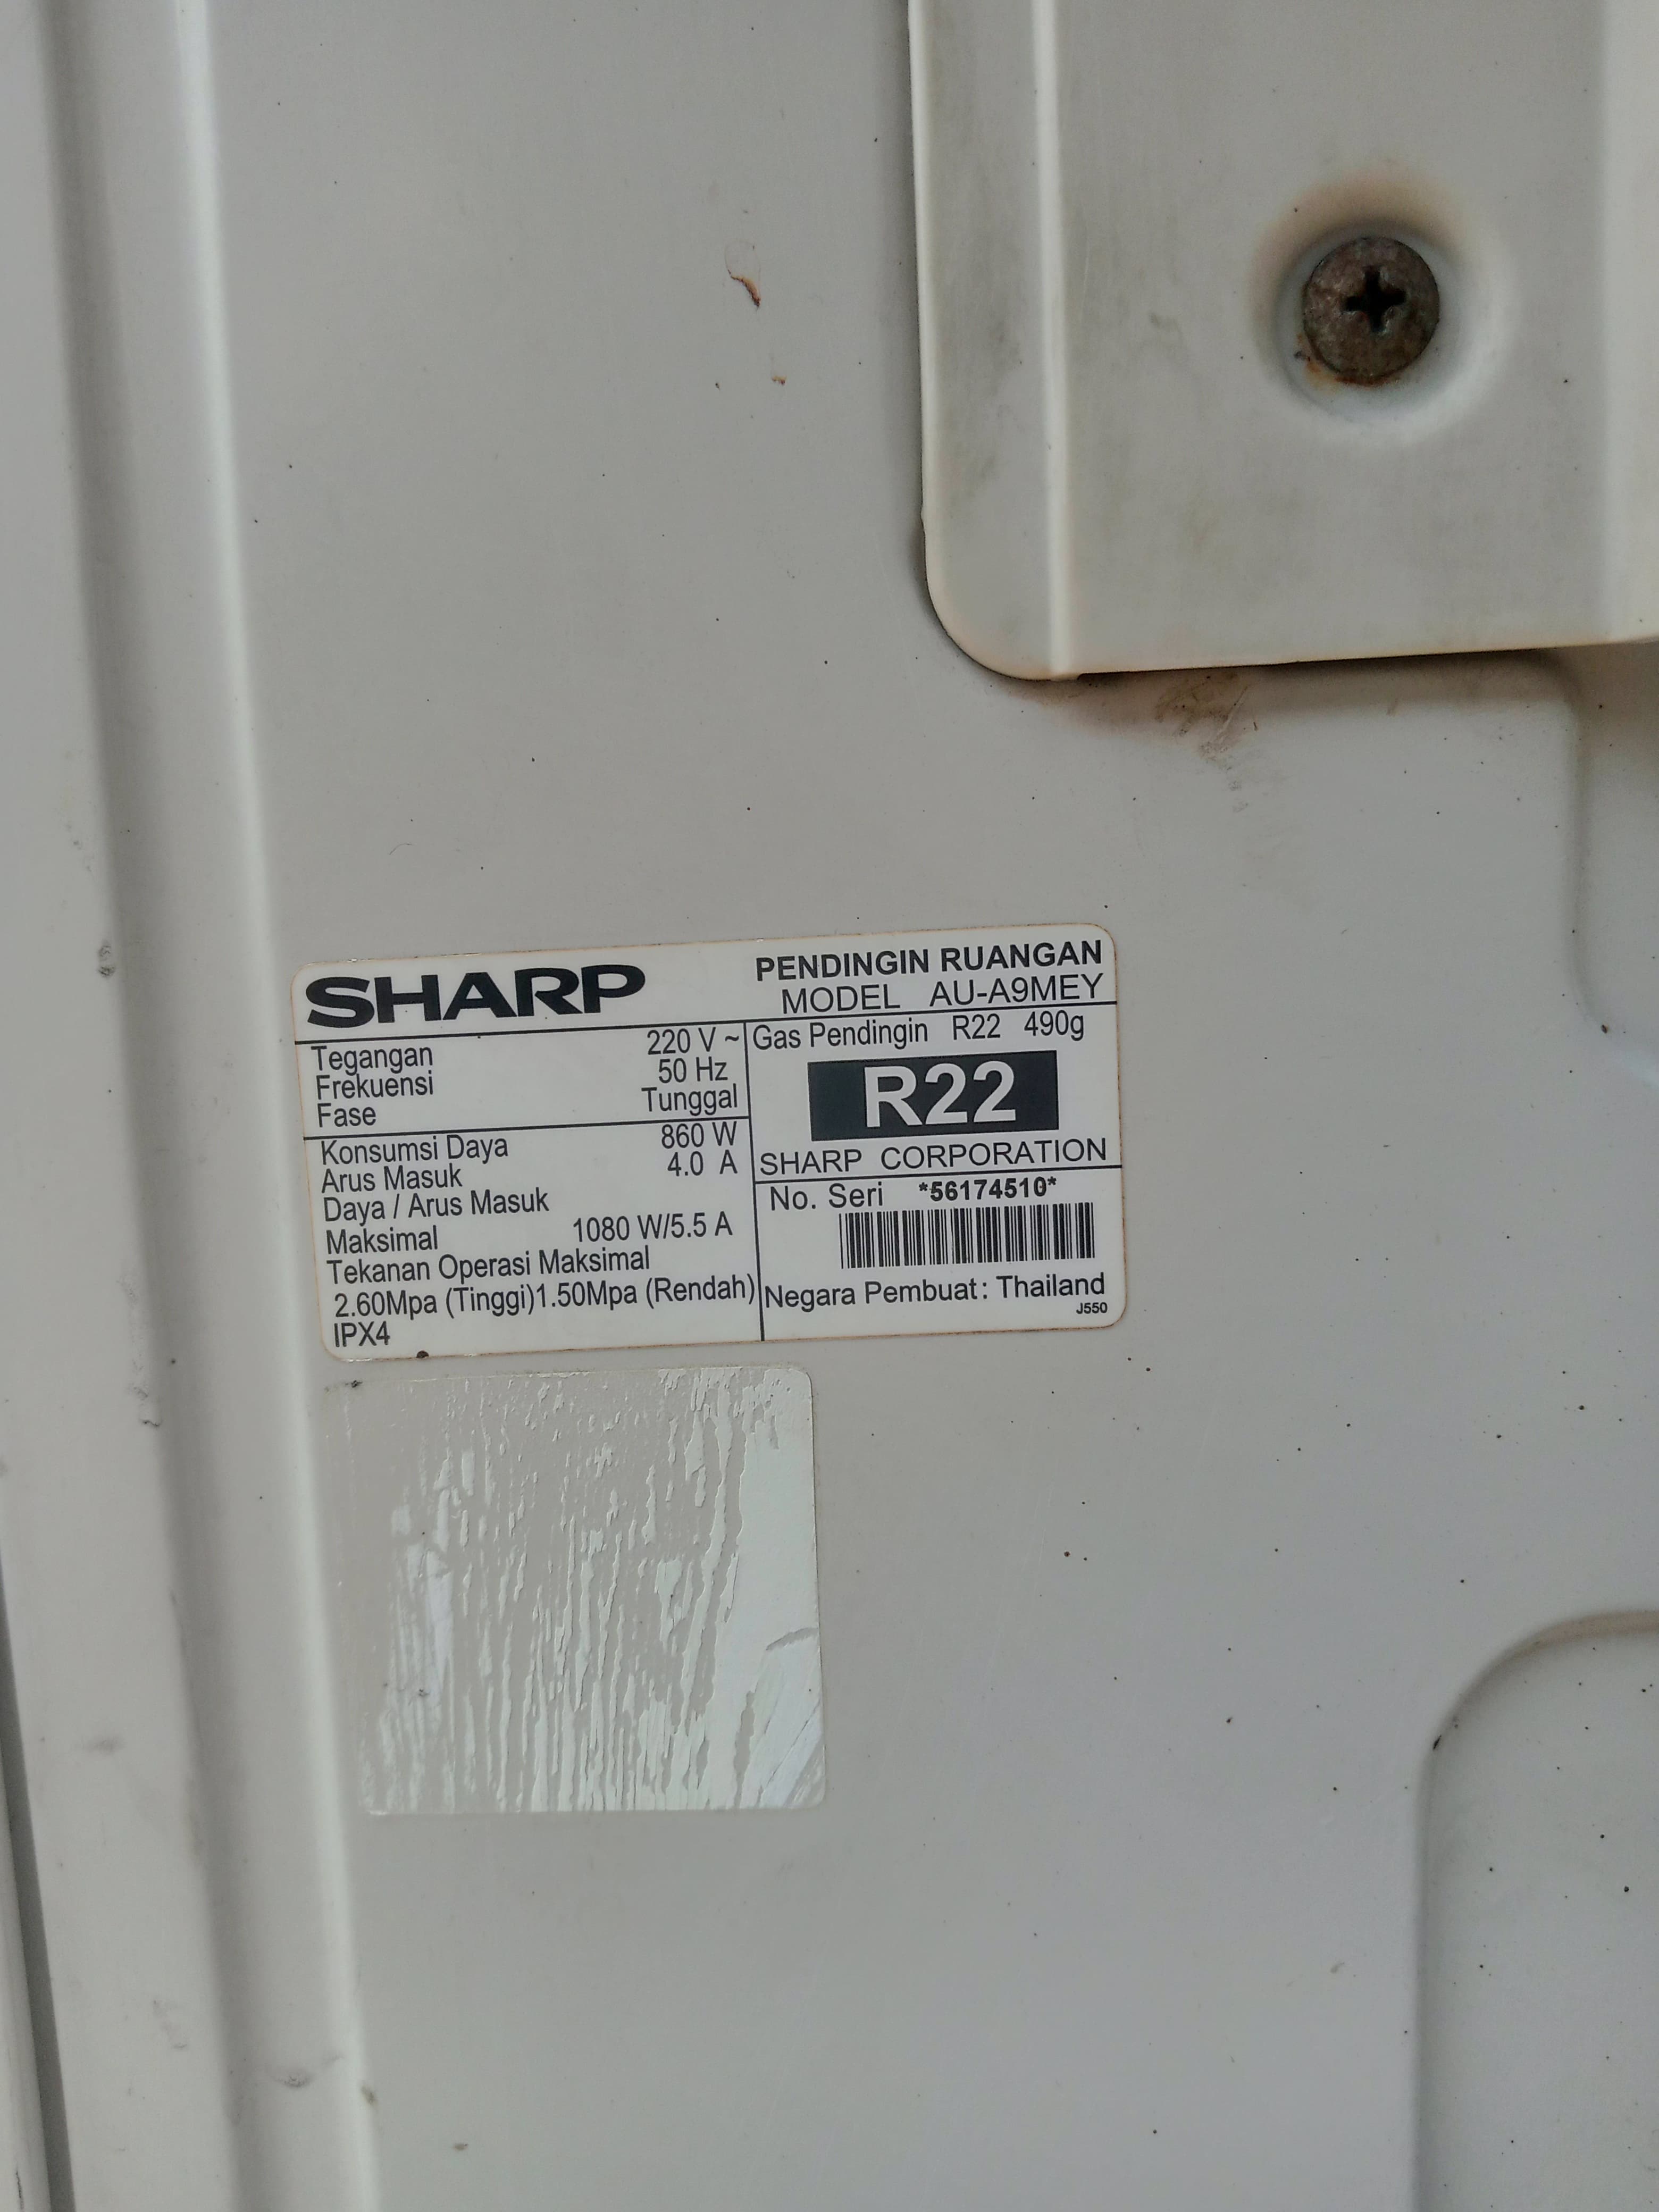 SHARP
PENDINGIN RUANGAN
MODEL AU-A9MEY
Tegangan 220 V ~
Frekuensi 50 Hz
Fase Tunggal
Konsumsi Daya 860 W
Arus Masuk 4.0 A
Daya / Arus Masuk
Maksimal 1080 W/5.5 A
Tekanan Operasi Maksimal
2.60Mpa (Tinggi)1.50Mpa (Rendah)
IPX4
Gas Pendingin R22 490g
R22
SHARP CORPORATION
No. Seri *56174510*
Negara Pembuat: Thailand
J550